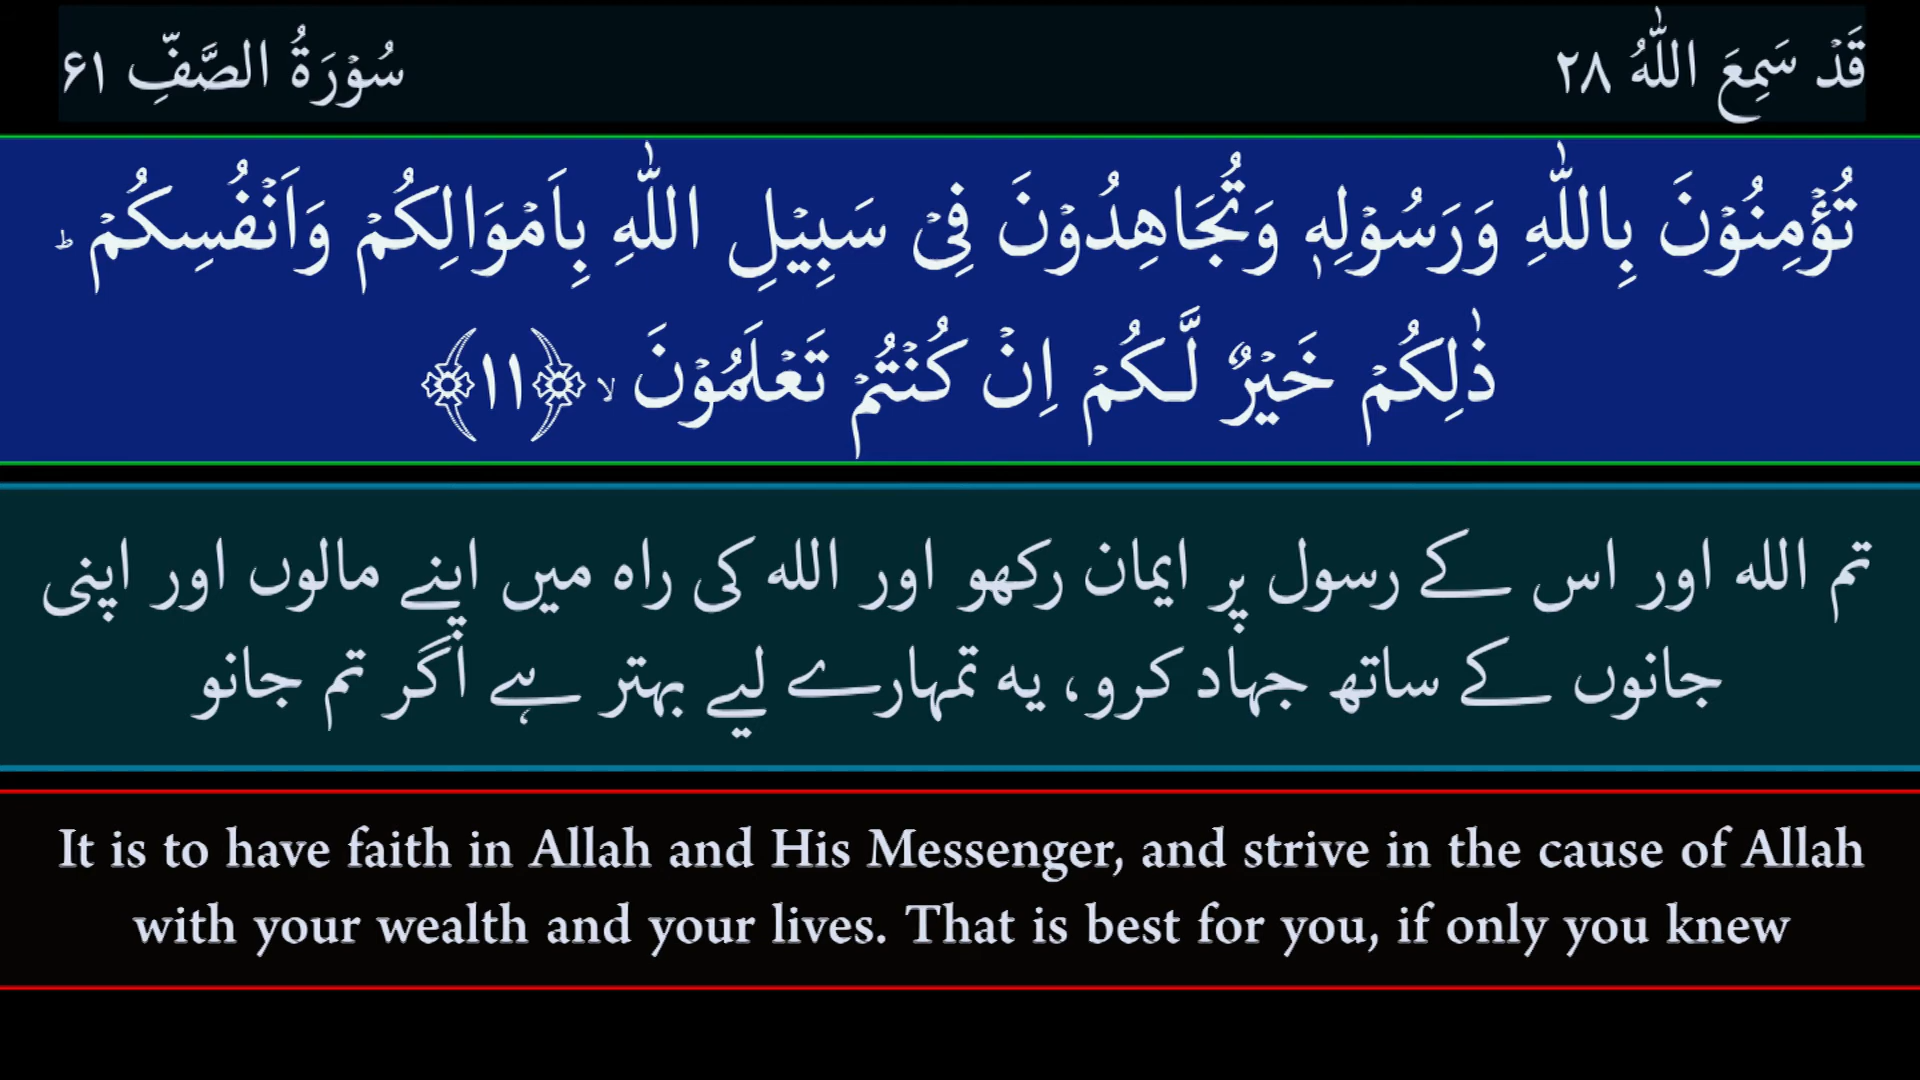 قَدۡ سَمِعَ اللّٰهُ ۲۸
سُوۡرَةُ الصَّفِّ ۶۱
تُؤۡمِنُوۡنَ بِاللّٰهِ وَرَسُوۡلِهٖ وَتُجَاهِدُوۡنَ فِىۡ سَبِيۡلِ اللّٰهِ بِاَمۡوَالِكُمۡ وَاَنۡفُسِكُمۡ‌ ؕ
ذٰلِكُمۡ خَيۡرٌ لَّـكُمۡ اِنۡ كُنۡتُمۡ تَعۡلَمُوۡنَ ۙ‏ ﴿۱۱﴾
تم الله اور اس کے رسول پر ایمان رکھو اور الله کی راہ میں اپنے مالوں اور اپنی
جانوں کے ساتھ جہاد کرو، یہ تمہارے لیے بہتر ہے اگر تم جانو
It is to have faith in Allah and His Messenger, and strive in the cause of Allah
with your wealth and your lives. That is best for you, if only you knew